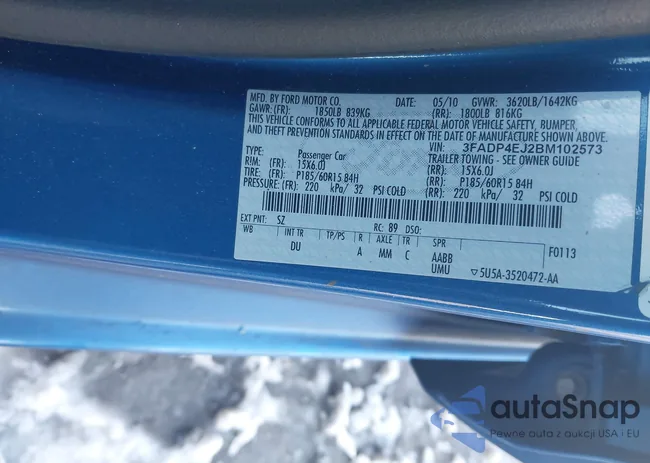 MFD. BY FORD MOTOR CO. DATE: 05/10 GVWR: 3620LB/1642KG
GAWR: (FR): 1850LB 839KG (RR): 1800LB 816KG
THIS VEHICLE CONFORMS TO ALL APPLICABLE FEDERAL MOTOR VEHICLE SAFETY, BUMPER,
AND THEFT PREVENTION STANDARDS IN EFFECT ON THE DATE OF MANUFACTURE SHOWN ABOVE.
VIN: 3FADP4EJ2BM102573
TYPE: Passenger Car TRAILER TOWING -- SEE OWNER GUIDE
RIM: (FR): 15X6.0J (RR): 15X6.0J
TIRE: (FR): P185/60R15 84H (RR): P185/60R15 84H
PRESSURE: (FR): 220 kPa/ 32 PSI COLD (RR): 220 kPa/ 32 PSI COLD
EXT PNT: SZ RC: 89 DSO:
WB INT TR TP/PS R AXLE TR SPR F0113
DU A MM C AABB
UMU ▽5U5A-3520472-AA
autaSnap
Pewne auta z aukcji USA i EU